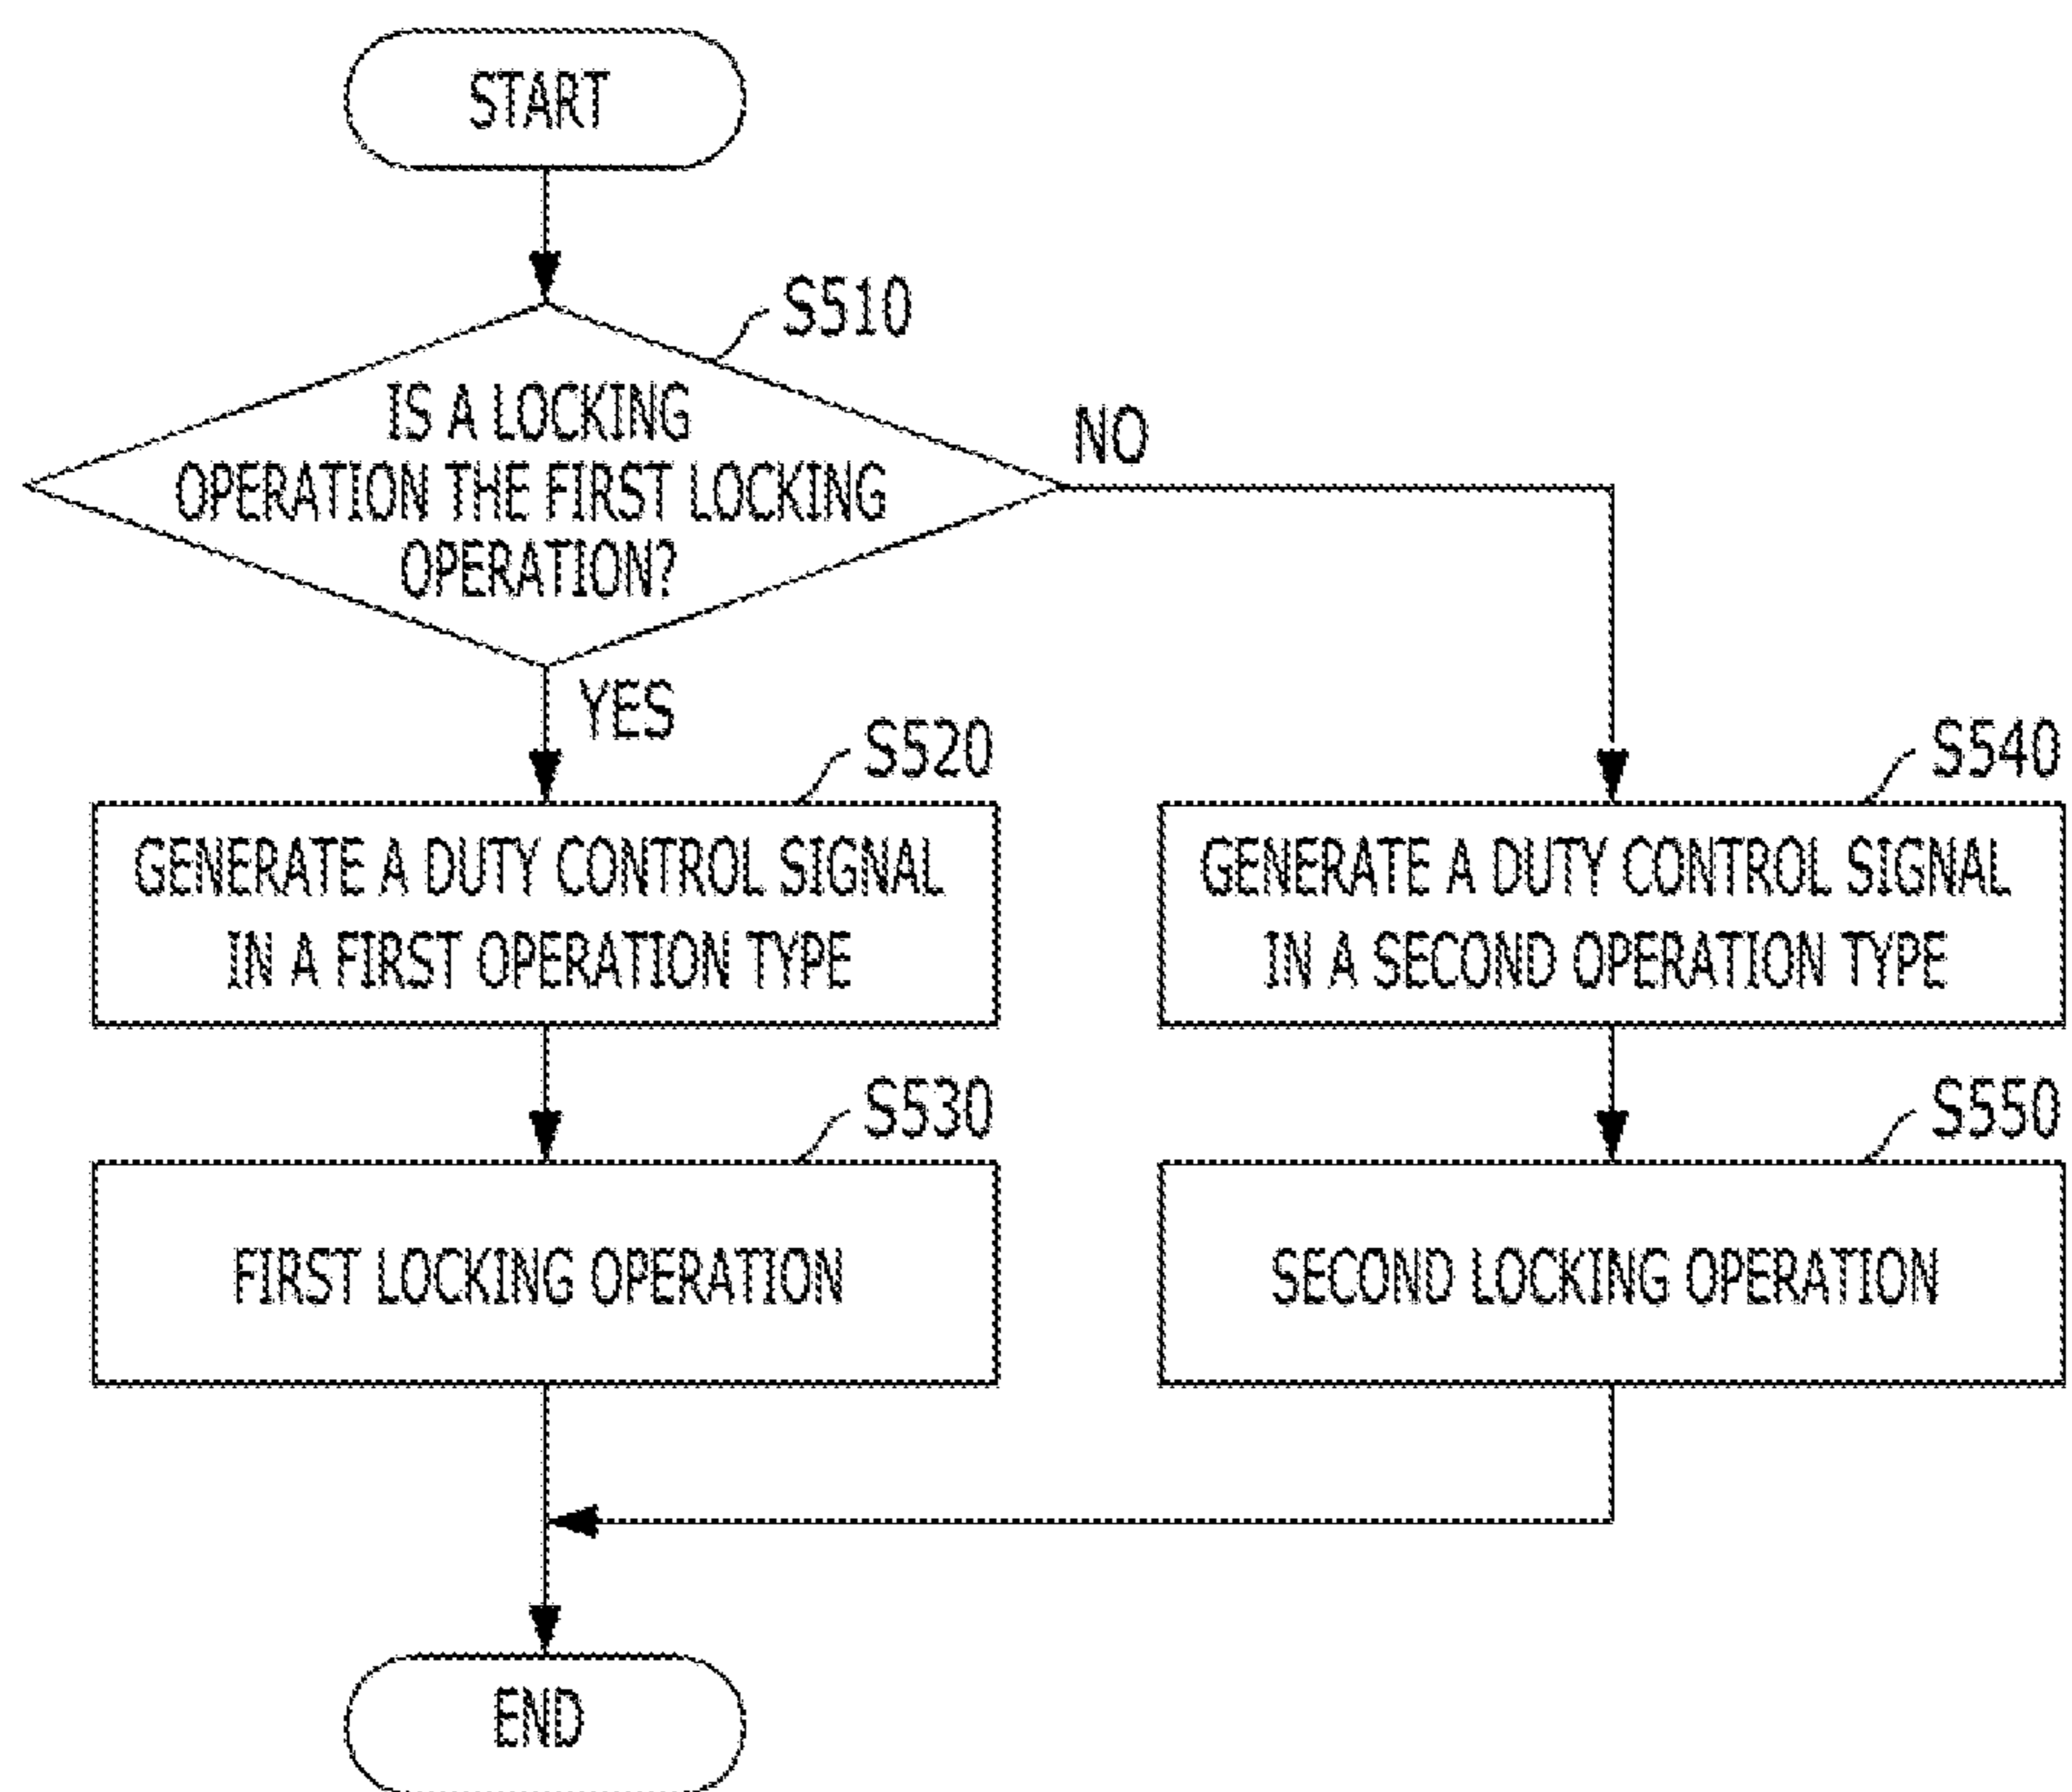 START
S510
IS A LOCKING
OPERATION THE FIRST LOCKING
OPERATION?
NO
YES
S520
GENERATE A DUTY CONTROL SIGNAL
IN A FIRST OPERATION TYPE
S530
FIRST LOCKING OPERATION
S540
GENERATE A DUTY CONTROL SIGNAL
IN A SECOND OPERATION TYPE
S550
SECOND LOCKING OPERATION
END